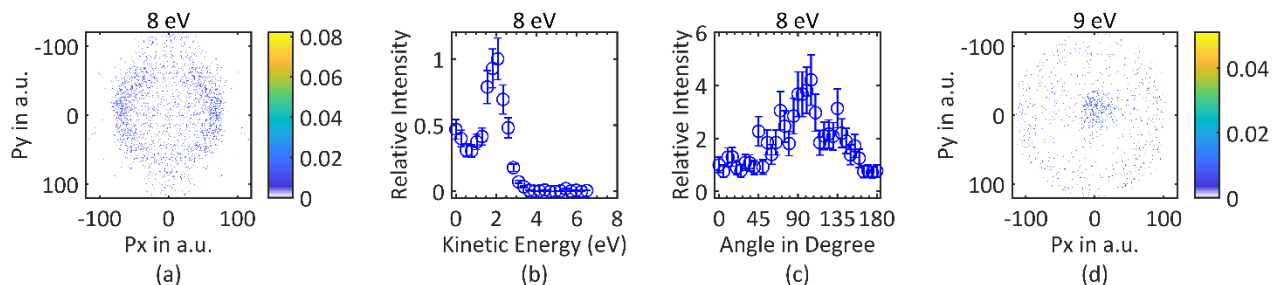 8 eV
-100
0
100
Py in a.u.
-100 0 100
Px in a.u.
0.08
0.06
0.04
0.02
0
(a)
8 eV
1
0.5
0
Relative Intensity
0 2 4 6 8
Kinetic Energy (eV)
(b)
8 eV
6
4
2
0
Relative Intensity
0 45 90 135 180
Angle in Degree
(c)
9 eV
-100
0
100
Py in a.u.
-100 0 100
Px in a.u.
0.04
0.02
0
(d)